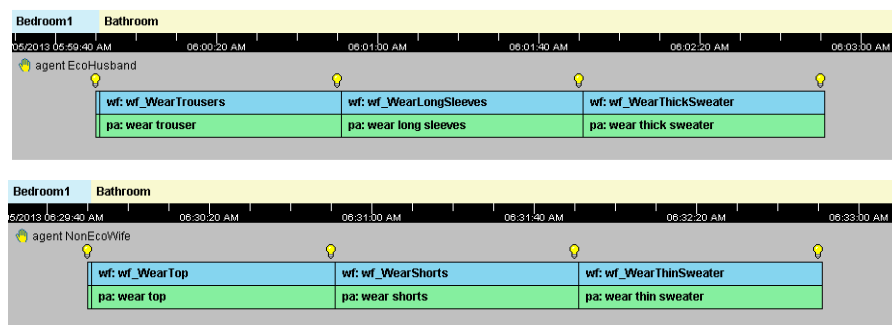 Bedroom1 Bathroom
05/2013 05:59:40 AM 06:00:20 AM 06:01:00 AM 06:01:40 AM 06:02:20 AM 06:03:00 AM
agent EcoHusband
wf: wf_WearTrousers wf: wf_WearLongSleeves wf: wf_WearThickSweater
pa: wear trouser pa: wear long sleeves pa: wear thick sweater
Bedroom1 Bathroom
5/2013 06:29:40 AM 06:30:20 AM 06:31:00 AM 06:31:40 AM 06:32:20 AM 06:33:00 AM
agent NonEcoWife
wf: wf_WearTop wf: wf_WearShorts wf: wf_WearThinSweater
pa: wear top pa: wear shorts pa: wear thin sweater